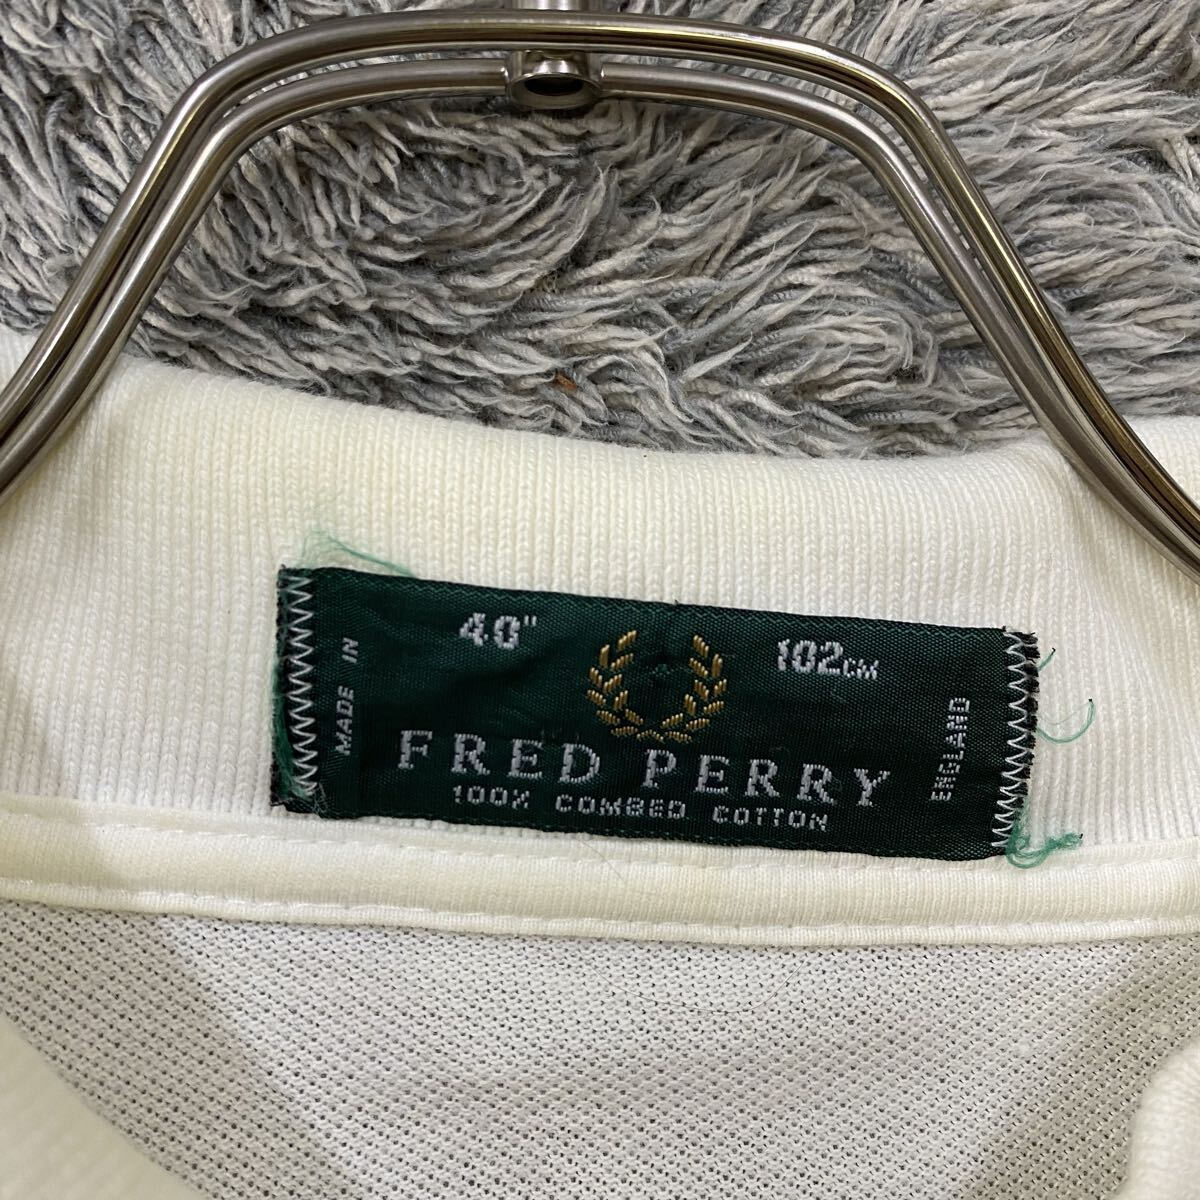 40" 102CM
MADE IN
FRED PERRY
100% COMBED COTTON
ENGLAND